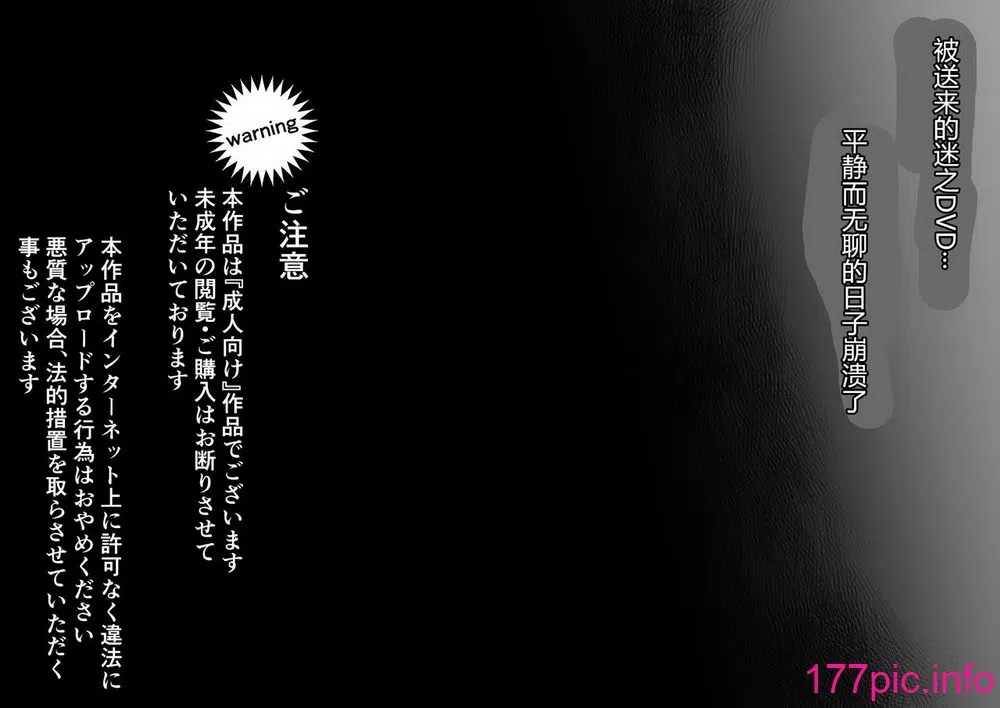 被送来的迷之DVD…
平静而无聊的日子崩溃了
warning
ご注意
本作品は『成人向け』作品でございます
未成年の閲覧・ご購入はお断りさせて
いただいております
本作品をインターネット上に許可なく違法に
アップロードする行為はおやめください
悪質な場合、法的措置を取らさせていただく
事もございます
177pic.info